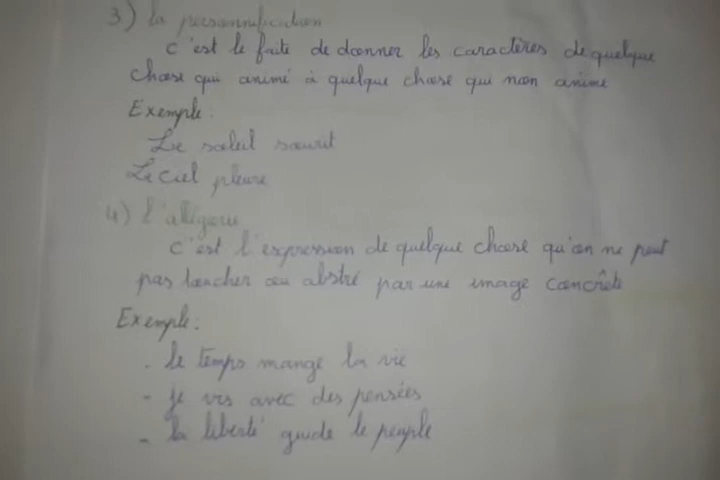 3) la personnification
c'est le faite de donner les caractères de quelque
chose qui animé à quelque chose qui non animé
Exemple:
Le soleil sourit
Le ciel pleure
4) l'aligorie
c'est l'expression de quelque chose qu'on ne peut
pas toucher ou abstré par une image concrête
Exemple:
- le temps mange la vie
- je vis avec des pensées
- la liberté guide le peuple